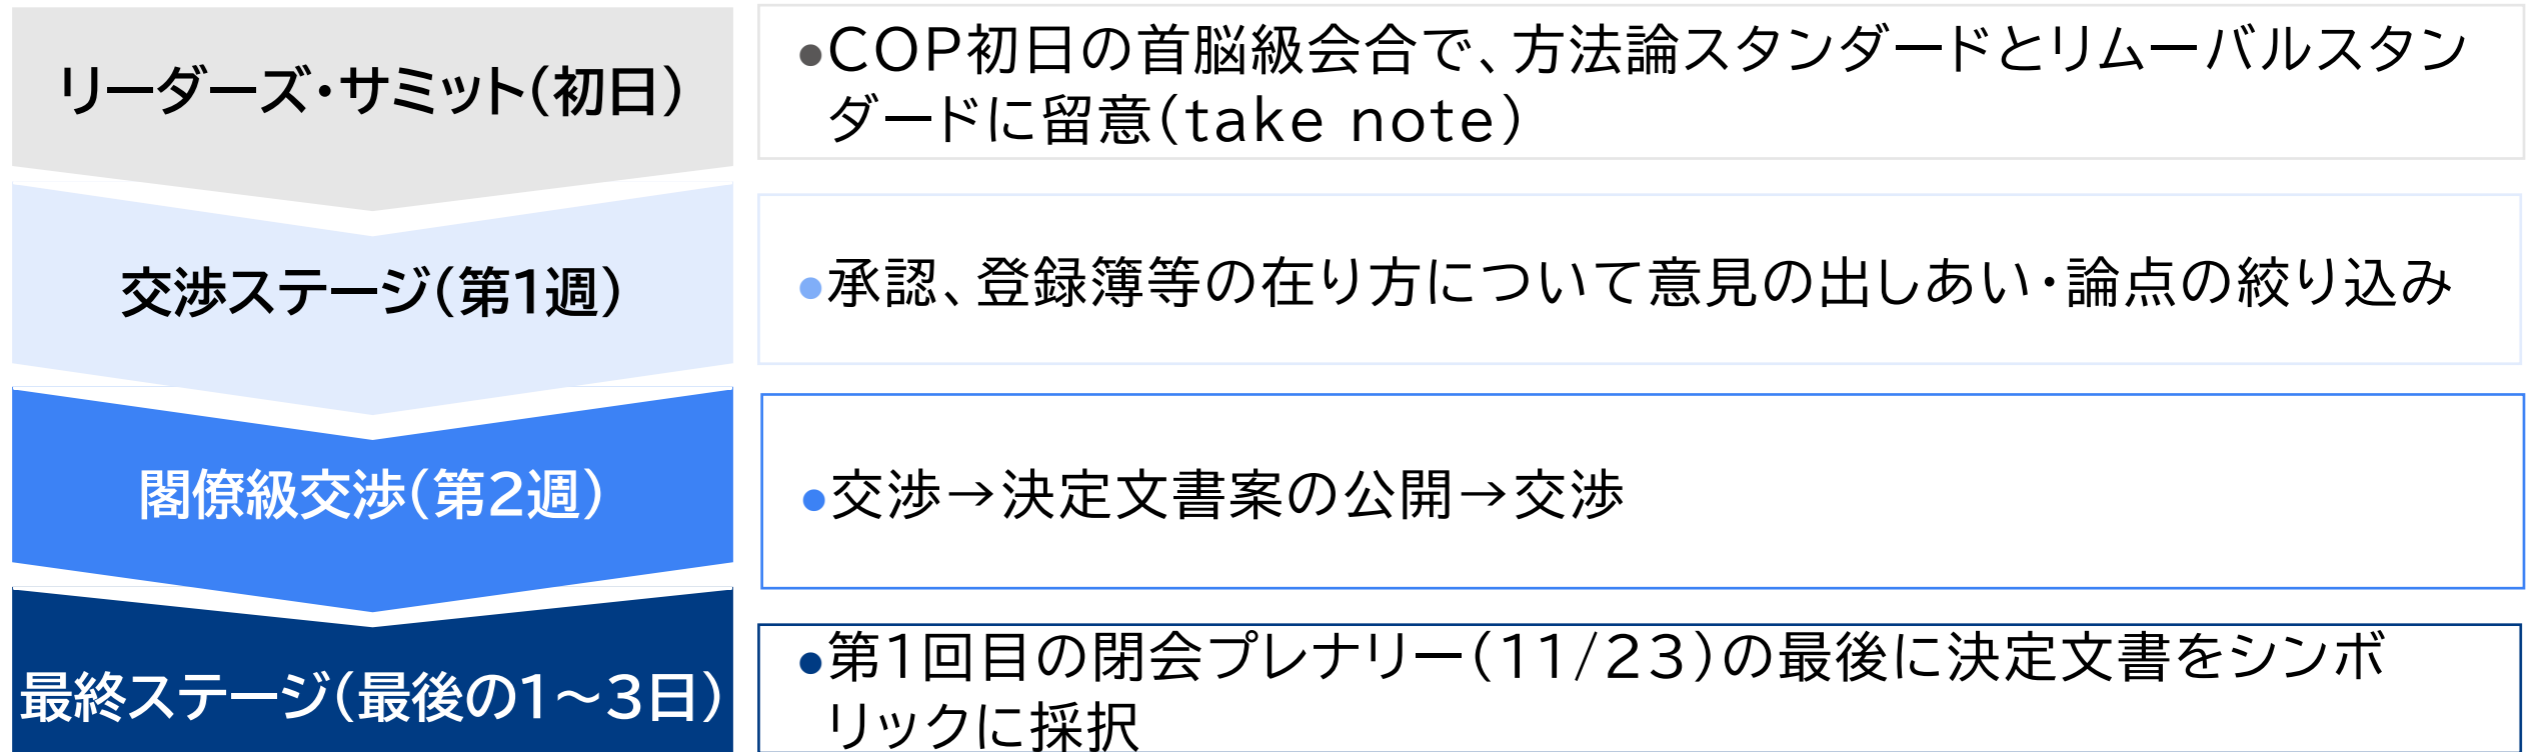 リーダーズ・サミット(初日)
●COP初日の首脳級会合で、方法論スタンダードとリムーバルスタン
ダードに留意(take note)
交渉ステージ(第1週)
●承認、登録簿等の在り方について意見の出しあい・論点の絞り込み
閣僚級交渉(第2週)
●交渉→決定文書案の公開→交渉
最終ステージ(最後の1～3日)
●第1回目の閉会プレナリー(11/23)の最後に決定文書をシンボ
リックに採択